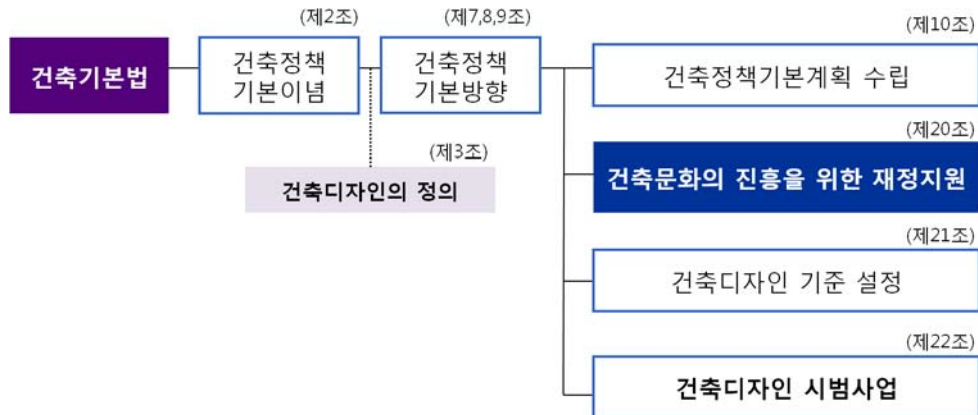 (제2조)
(제7,8,9조)
(제10조)
건축기본법
건축정책
기본이념
건축정책
기본방향
건축정책기본계획 수립
(제3조)
건축디자인의 정의
(제20조)
건축문화의 진흥을 위한 재정지원
(제21조)
건축디자인 기준 설정
(제22조)
건축디자인 시범사업